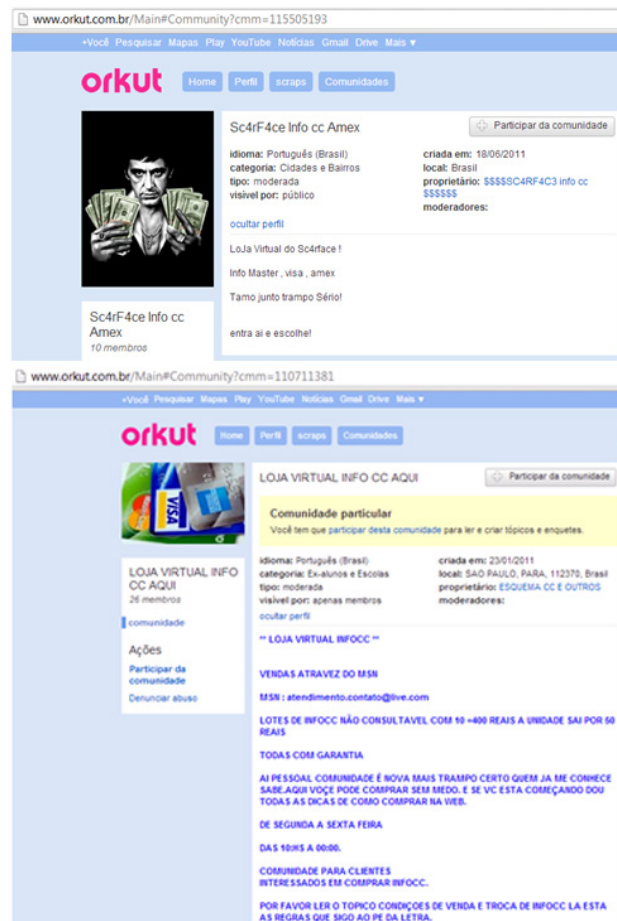 www.orkut.com.br/Main#Community?cmm=115505193
+Você Pesquisar Mapas Play YouTube Notícias Gmail Drive Mais ▼
orkut Home Perfil scraps Comunidades
Sc4rF4ce Info cc Amex
Participar da comunidade
idioma: Português (Brasil)
categoria: Cidades e Bairros
tipo: moderada
visível por: público
criada em: 18/06/2011
local: Brasil
proprietário: $$$$SC4RF4C3 info cc
$$$$$$
moderadores:
ocultar perfil
LoJa Virtual do Sc4rface !
Info Master , visa , amex
Tamo junto trampo Sério!
entra ai e escolhe!
Sc4rF4ce Info cc
Amex
10 membros
www.orkut.com.br/Main#Community?cmm=110711381
+Você Pesquisar Mapas Play YouTube Notícias Gmail Drive Mais ▼
orkut Home Perfil scraps Comunidades
VISA
LOJA VIRTUAL INFO CC AQUI
Participar da comunidade
Comunidade particular
Você tem que participar desta comunidade para ler e criar tópicos e enquetes.
LOJA VIRTUAL INFO
CC AQUI
26 membros
comunidade
Ações
Participar da
comunidade
Denunciar abuso
idioma: Português (Brasil)
categoria: Ex-alunos e Escolas
tipo: moderada
visível por: apenas membros
ocultar perfil
criada em: 23/01/2011
local: SAO PAULO, PARA, 112370, Brasil
proprietário: ESQUEMA CC E OUTROS
moderadores:
** LOJA VIRTUAL INFOCC **
VENDAS ATRAVEZ DO MSN
MSN : atendimento.contato@live.com
LOTES DE INFOCC NÃO CONSULTAVEL COM 10 =400 REAIS A UNIDADE SAI POR 50
REAIS
TODAS COM GARANTIA
AI PESSOAL COMUNIDADE É NOVA MAIS TRAMPO CERTO QUEM JA ME CONHECE
SABE.AQUI VOÇE PODE COMPRAR SEM MEDO. E SE VC ESTA COMEÇANDO DOU
TODAS AS DICAS DE COMO COMPRAR NA WEB.
DE SEGUNDA A SEXTA FEIRA
DAS 10:HS A 00:00.
COMUNIDADE PARA CLIENTES
INTERESSADOS EM COMPRAR INFOCC.
POR FAVOR LER O TOPICO CONDIÇOES DE VENDA E TROCA DE INFOCC LA ESTA
AS REGRAS QUE SIGO AO PE DA LETRA.